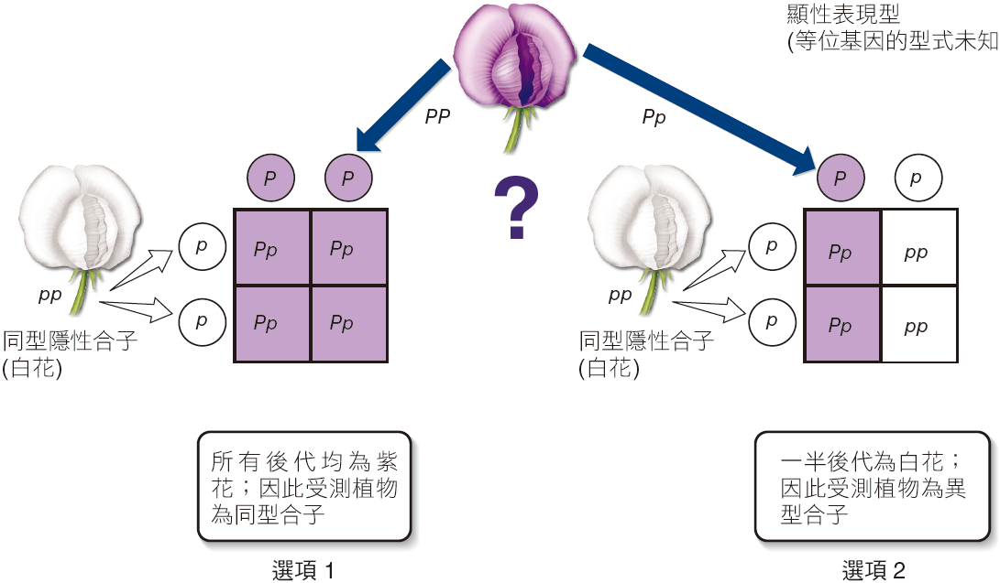 顯性表現型
(等位基因的型式未知
PP
Pp
?
P
P
p
p
Pp
Pp
Pp
Pp
pp
同型隱性合子
(白花)
所有後代均為紫
花；因此受測植物
為同型合子
選項 1
P
p
p
p
Pp
pp
Pp
pp
pp
同型隱性合子
(白花)
一半後代為白花；
因此受測植物為異
型合子
選項 2